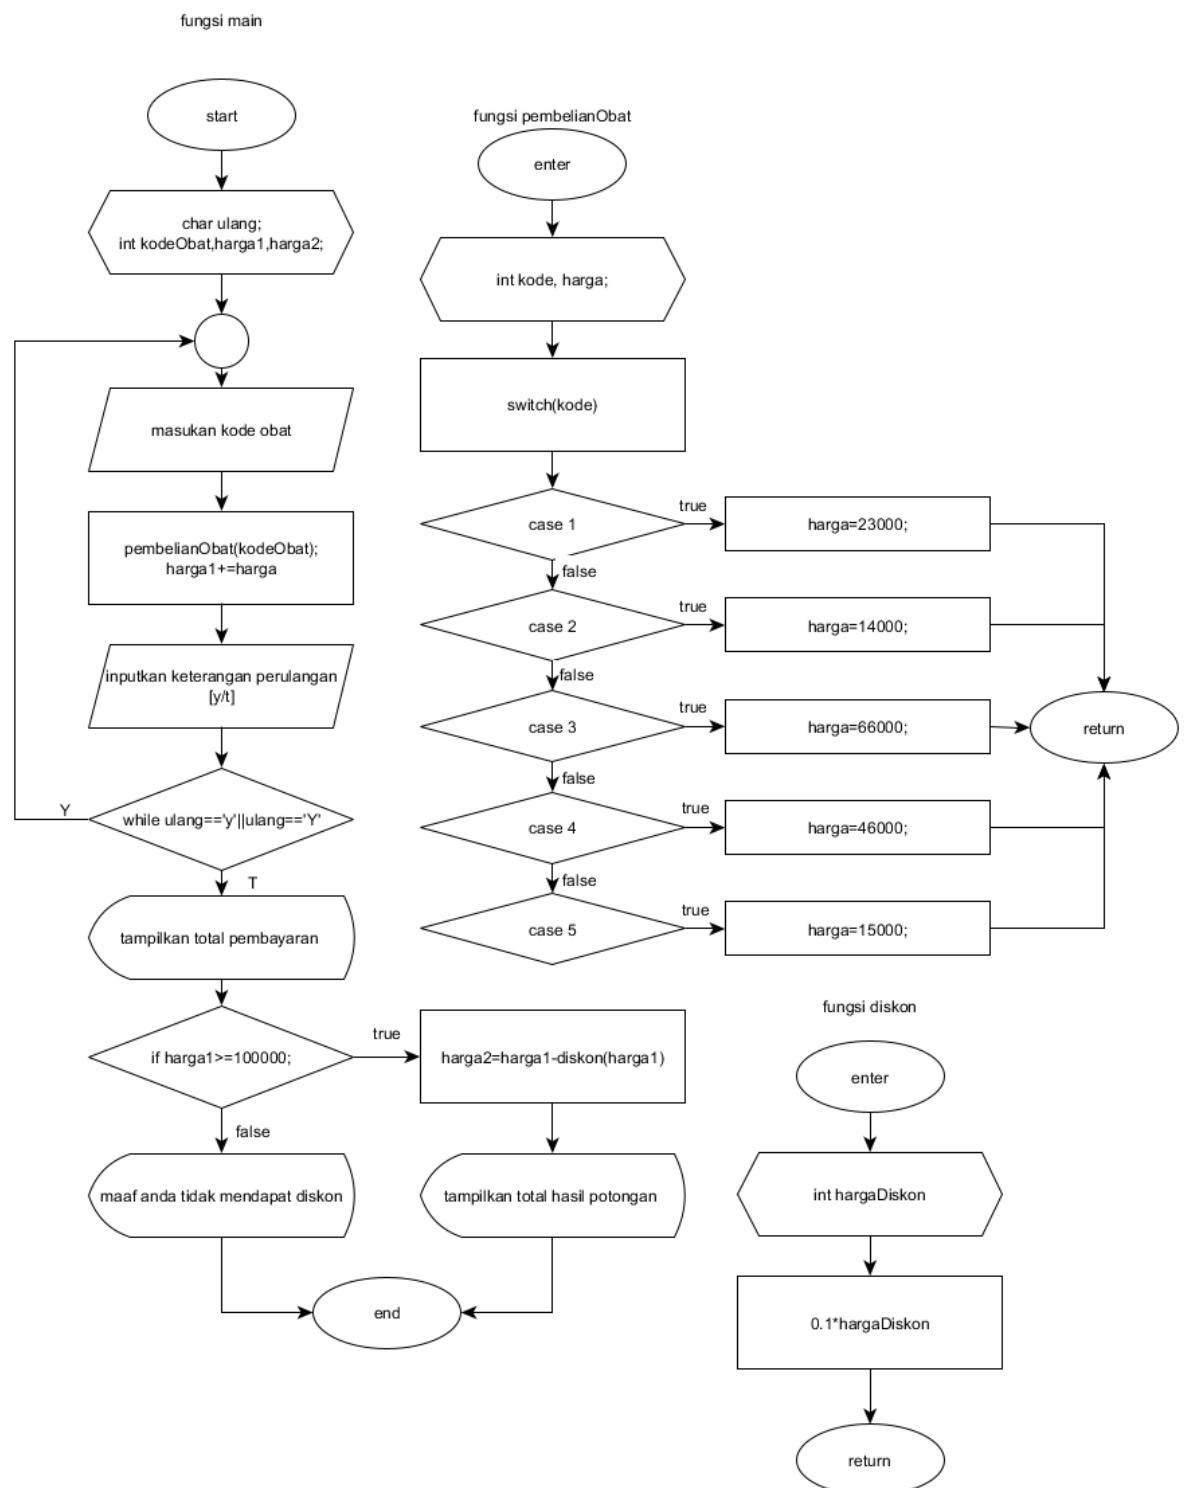 fungsi main
start
char ulang;
int kodeObat,harga1,harga2;
masukan kode obat
pembelianObat(kodeObat);
harga1+=harga
inputkan keterangan perulangan
[y/t]
while ulang=='y'||ulang=='Y'
Y
T
tampilkan total pembayaran
if harga1>=100000;
true
harga2=harga1-diskon(harga1)
false
maaf anda tidak mendapat diskon
tampilkan total hasil potongan
end
fungsi pembelianObat
enter
int kode, harga;
switch(kode)
case 1
true
harga=23000;
false
case 2
true
harga=14000;
false
case 3
true
harga=66000;
return
false
case 4
true
harga=46000;
false
case 5
true
harga=15000;
fungsi diskon
enter
int hargaDiskon
0.1*hargaDiskon
return